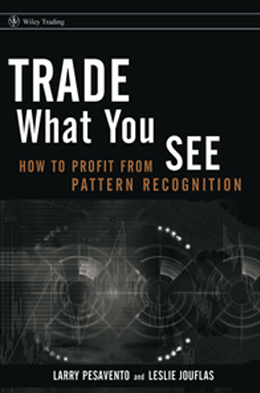 Wiley Trading
TRADE
What You
SEE
HOW TO PROFIT FROM
PATTERN RECOGNITION
LARRY PESAVENTO and LESLIE JOUFLAS